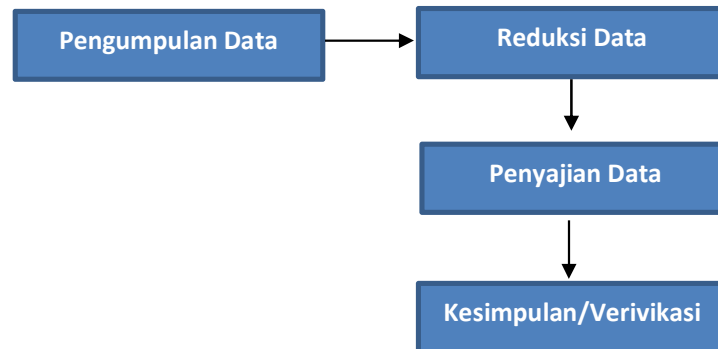 Pengumpulan Data
Reduksi Data
Penyajian Data
Kesimpulan/Verivikasi